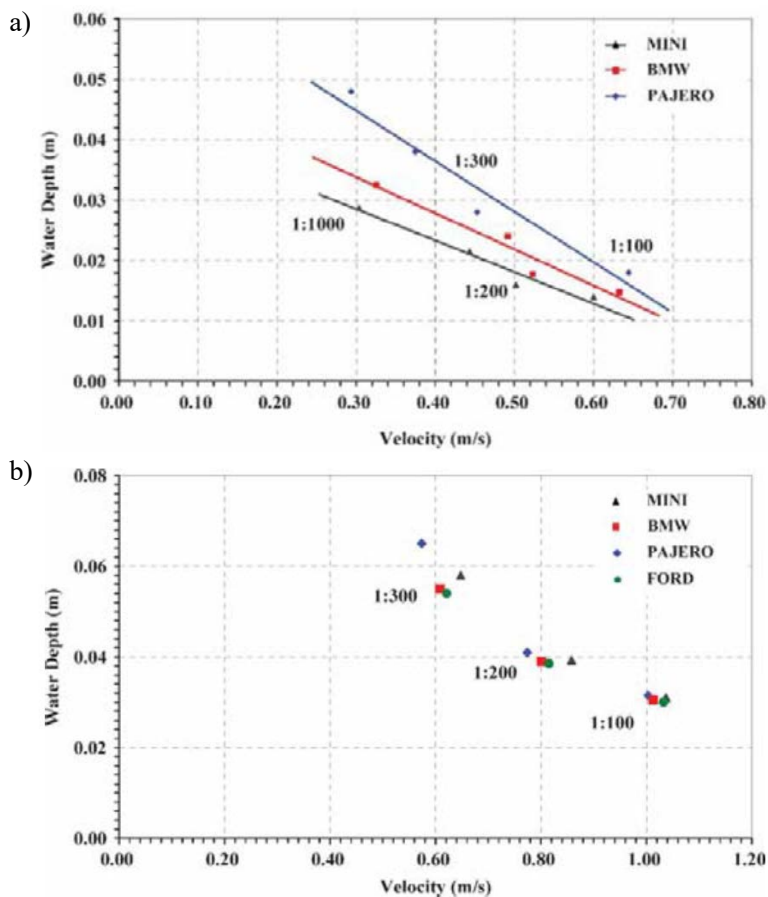 a)
0.06
0.05
0.04
0.03
0.02
0.01
0.00
Water Depth (m)
MINI
BMW
PAJERO
1:300
1:1000
1:100
1:200
0.00 0.10 0.20 0.30 0.40 0.50 0.60 0.70 0.80
Velocity (m/s)
b)
0.08
0.06
0.04
0.02
0.00
Water Depth (m)
MINI
BMW
PAJERO
FORD
1:300
1:200
1:100
0.00 0.20 0.40 0.60 0.80 1.00 1.20
Velocity (m/s)